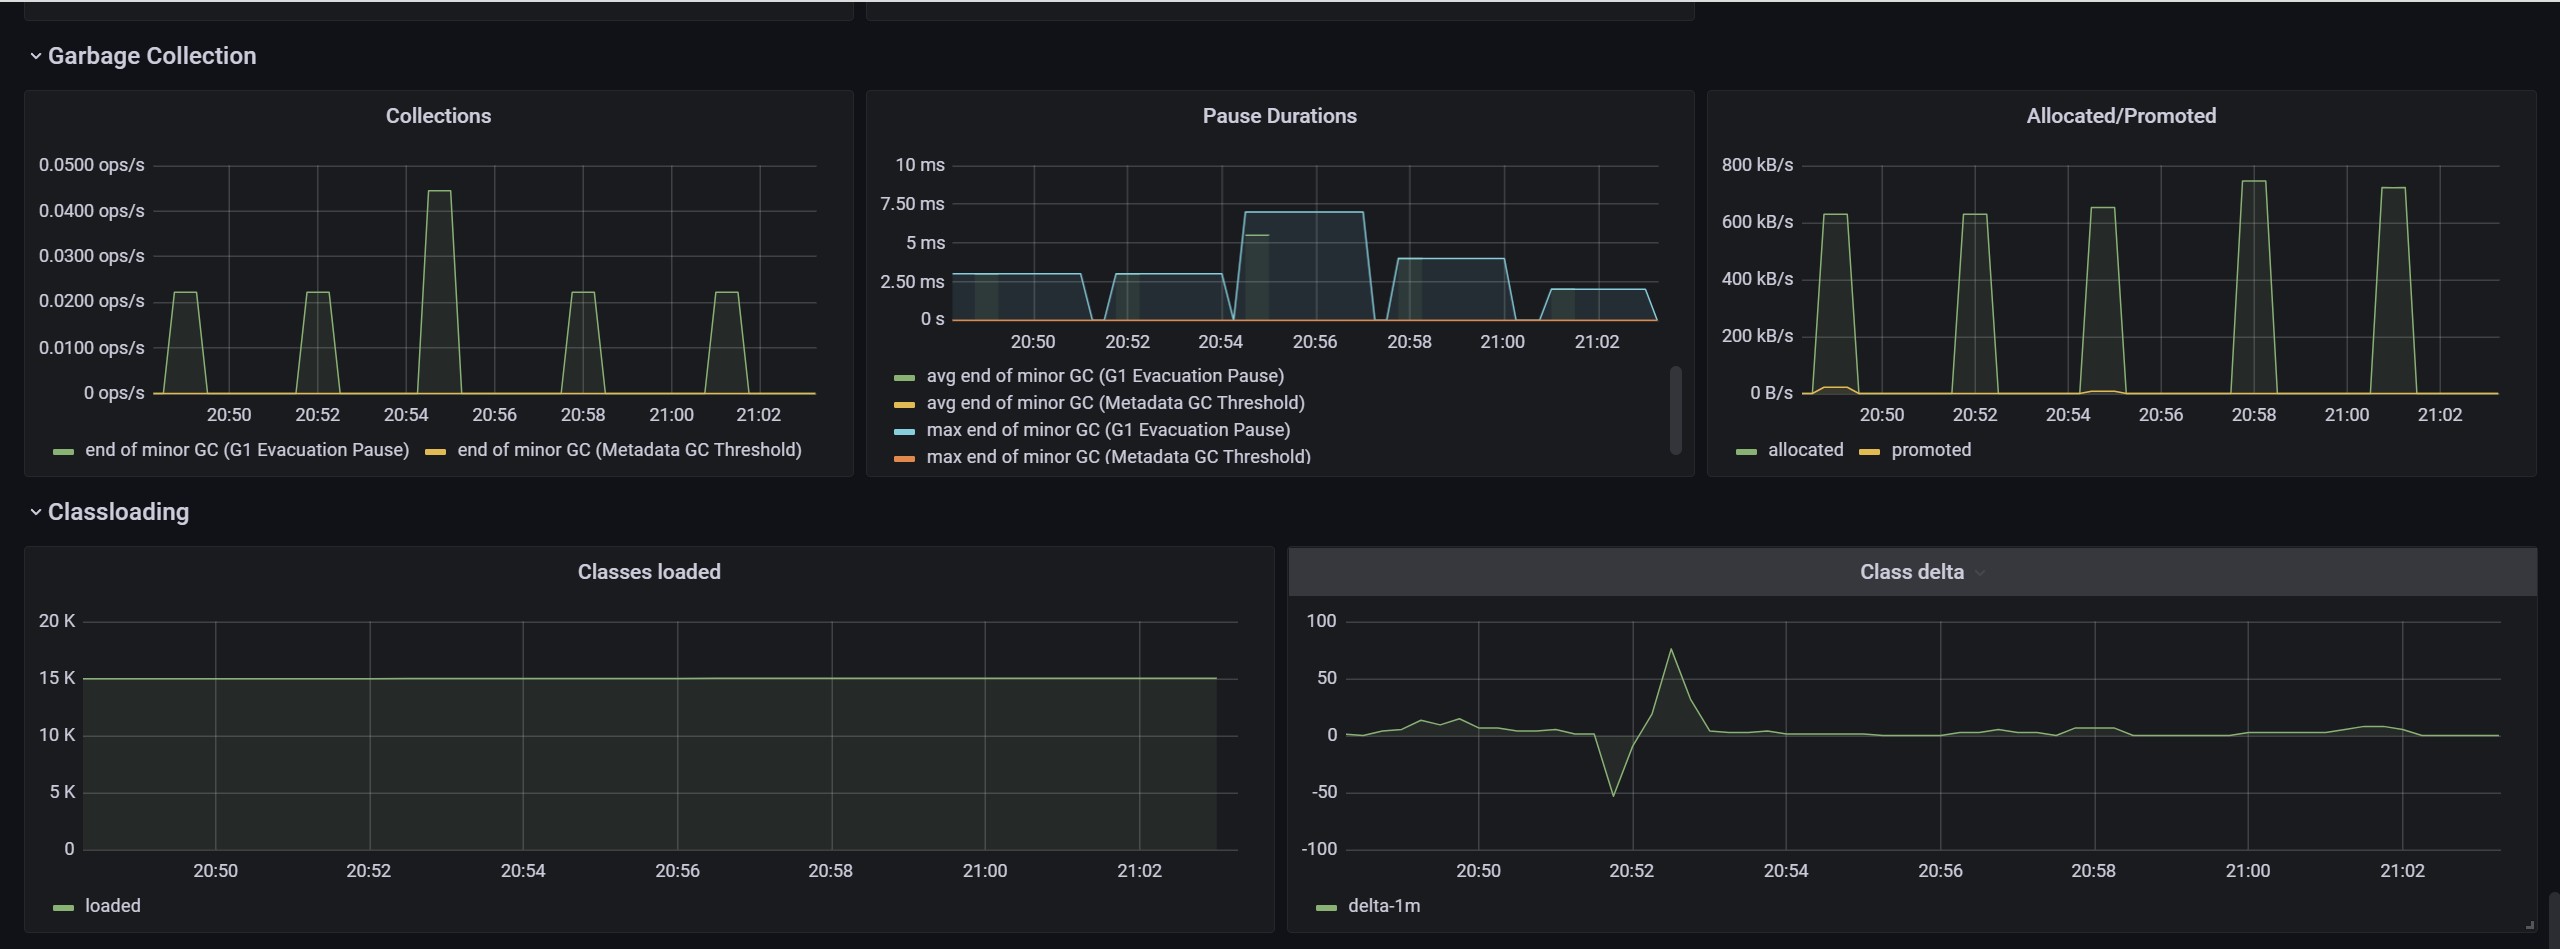 Garbage Collection
Collections
0.0500 ops/s
0.0400 ops/s
0.0300 ops/s
0.0200 ops/s
0.0100 ops/s
0 ops/s
20:50 20:52 20:54 20:56 20:58 21:00 21:02
end of minor GC (G1 Evacuation Pause) end of minor GC (Metadata GC Threshold)
Pause Durations
10 ms
7.50 ms
5 ms
2.50 ms
0 s
20:50 20:52 20:54 20:56 20:58 21:00 21:02
avg end of minor GC (G1 Evacuation Pause)
avg end of minor GC (Metadata GC Threshold)
max end of minor GC (G1 Evacuation Pause)
max end of minor GC (Metadata GC Threshold)
Allocated/Promoted
800 kB/s
600 kB/s
400 kB/s
200 kB/s
0 B/s
20:50 20:52 20:54 20:56 20:58 21:00 21:02
allocated promoted
Classloading
Classes loaded
20 K
15 K
10 K
5 K
0
20:50 20:52 20:54 20:56 20:58 21:00 21:02
loaded
Class delta
100
50
0
-50
-100
20:50 20:52 20:54 20:56 20:58 21:00 21:02
delta-1m